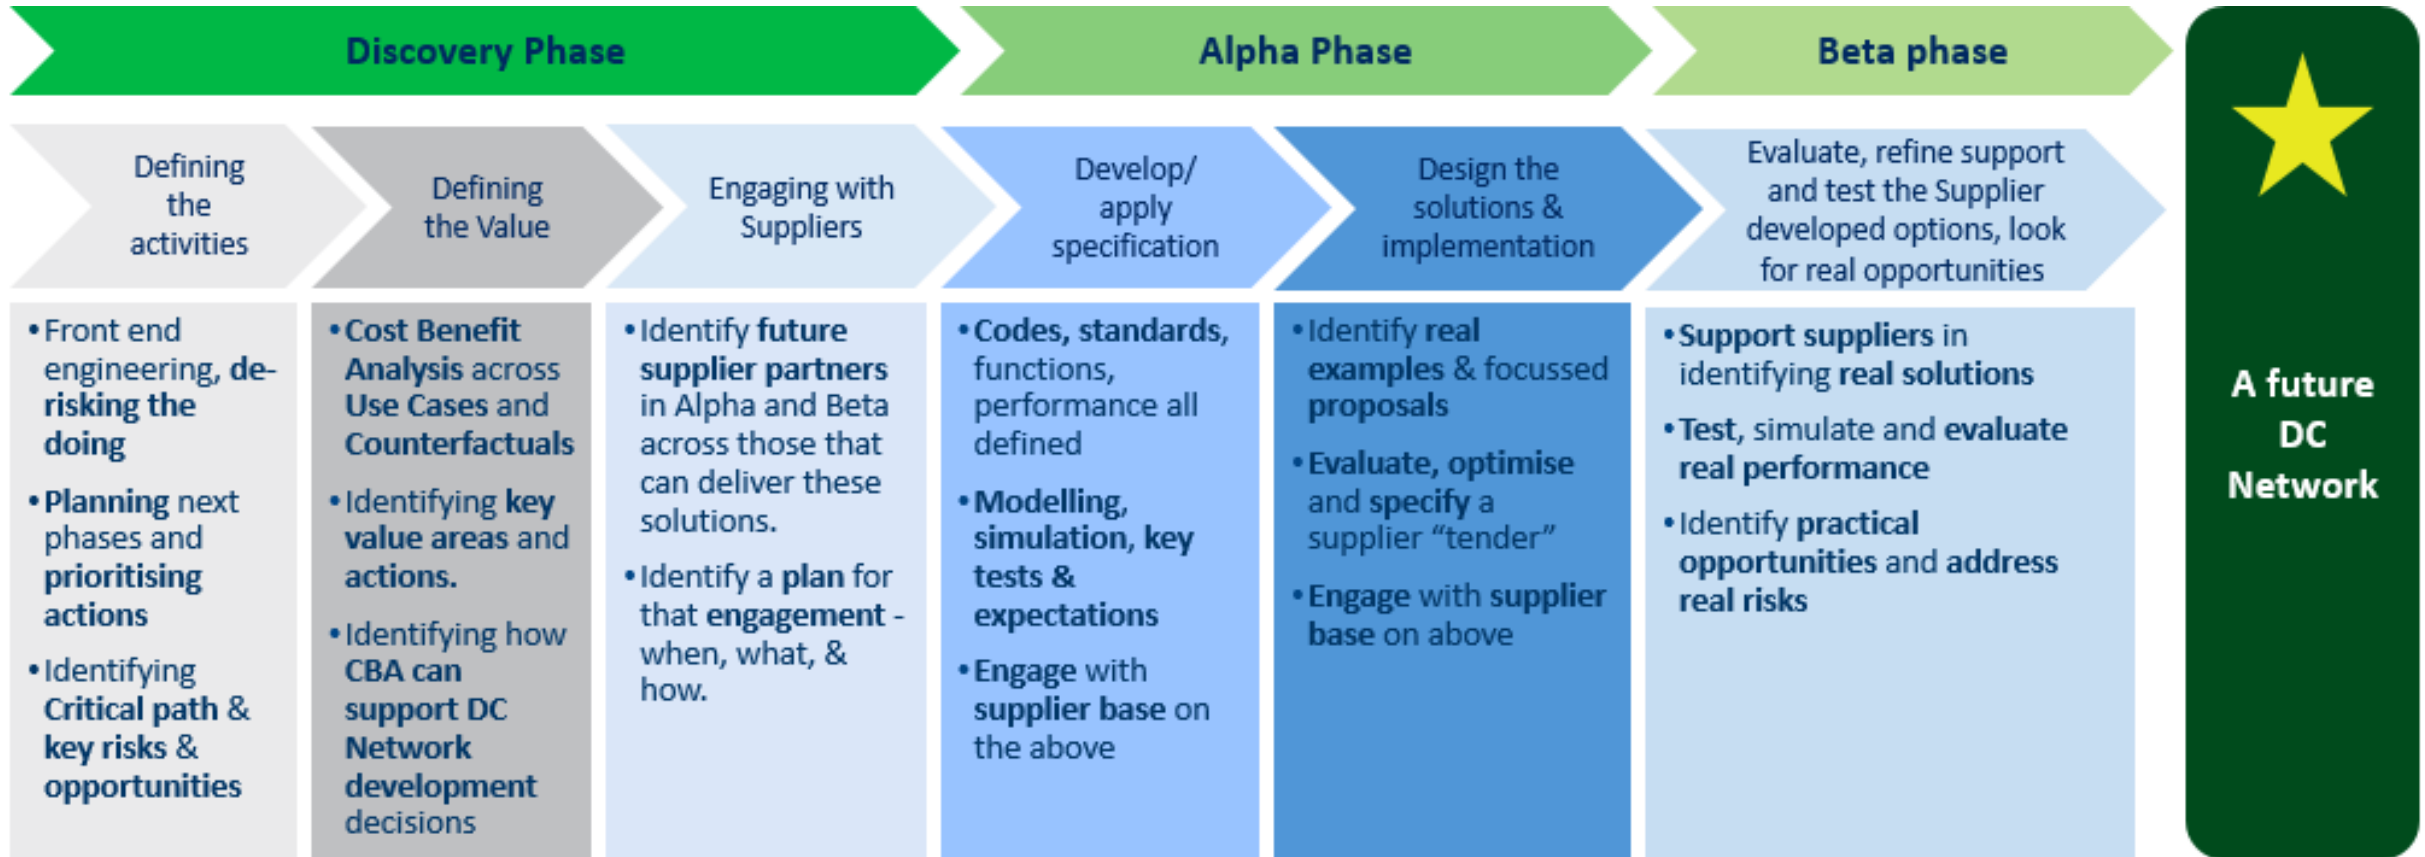 Discovery Phase
Alpha Phase
Beta phase
Defining
the
activities
Defining
the Value
Engaging with
Suppliers
Develop/
apply
specification
Design the
solutions &
implementation
Evaluate, refine support
and test the Supplier
developed options, look
for real opportunities
•Front end
engineering, de-
risking the
doing
•Planning next
phases and
prioritising
actions
•Identifying
Critical path &
key risks &
opportunities
•Cost Benefit
Analysis across
Use Cases and
Counterfactuals
•Identifying key
value areas and
actions.
•Identifying how
CBA can
support DC
Network
development
decisions
•Identify future
supplier partners
in Alpha and Beta
across those that
can deliver these
solutions.
•Identify a plan for
that engagement -
when, what, &
how.
•Codes, standards,
functions,
performance all
defined
•Modelling,
simulation, key
tests &
expectations
•Engage with
supplier base on
the above
•Identify real
examples & focussed
proposals
•Evaluate, optimise
and specify a
supplier “tender”
•Engage with supplier
base on above
•Support suppliers in
identifying real solutions
•Test, simulate and evaluate
real performance
•Identify practical
opportunities and address
real risks
A future
DC
Network